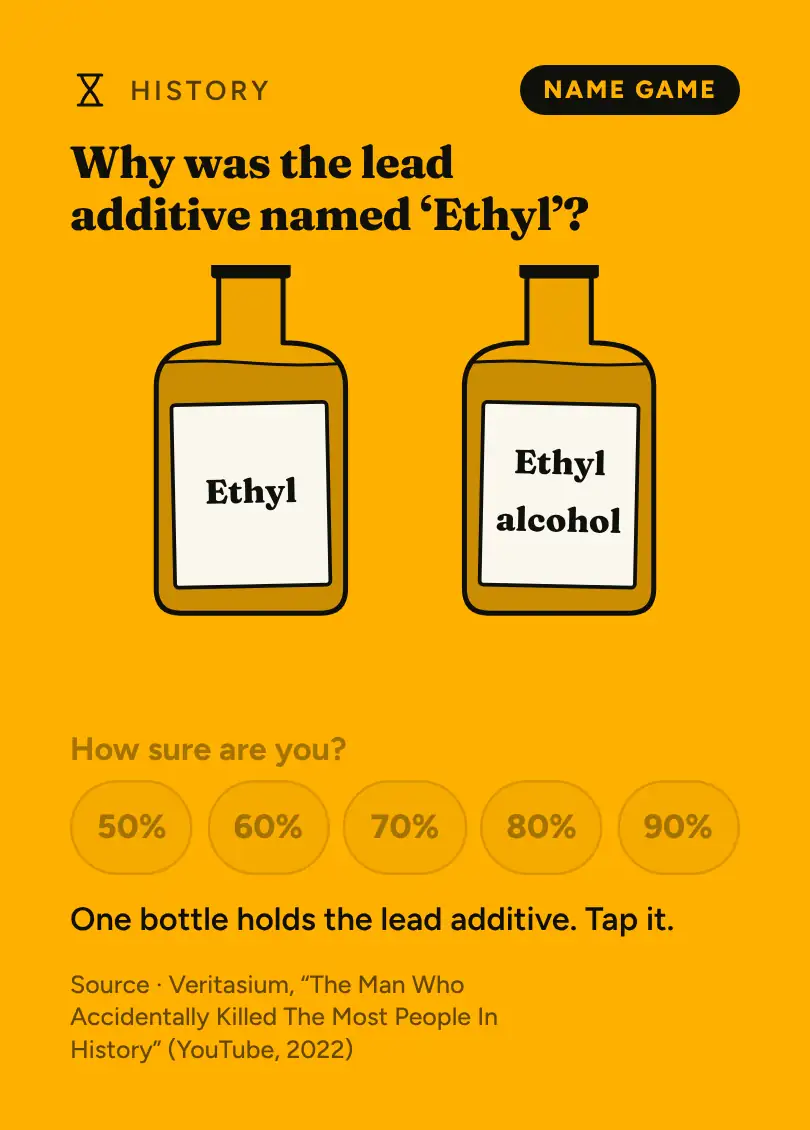 HISTORY
NAME GAME
Why was the lead
additive named ‘Ethyl’?
Ethyl
Ethyl
alcohol
How sure are you?
50%
60%
70%
80%
90%
One bottle holds the lead additive. Tap it.
Source · Veritasium, “The Man Who
Accidentally Killed The Most People In
History” (YouTube, 2022)